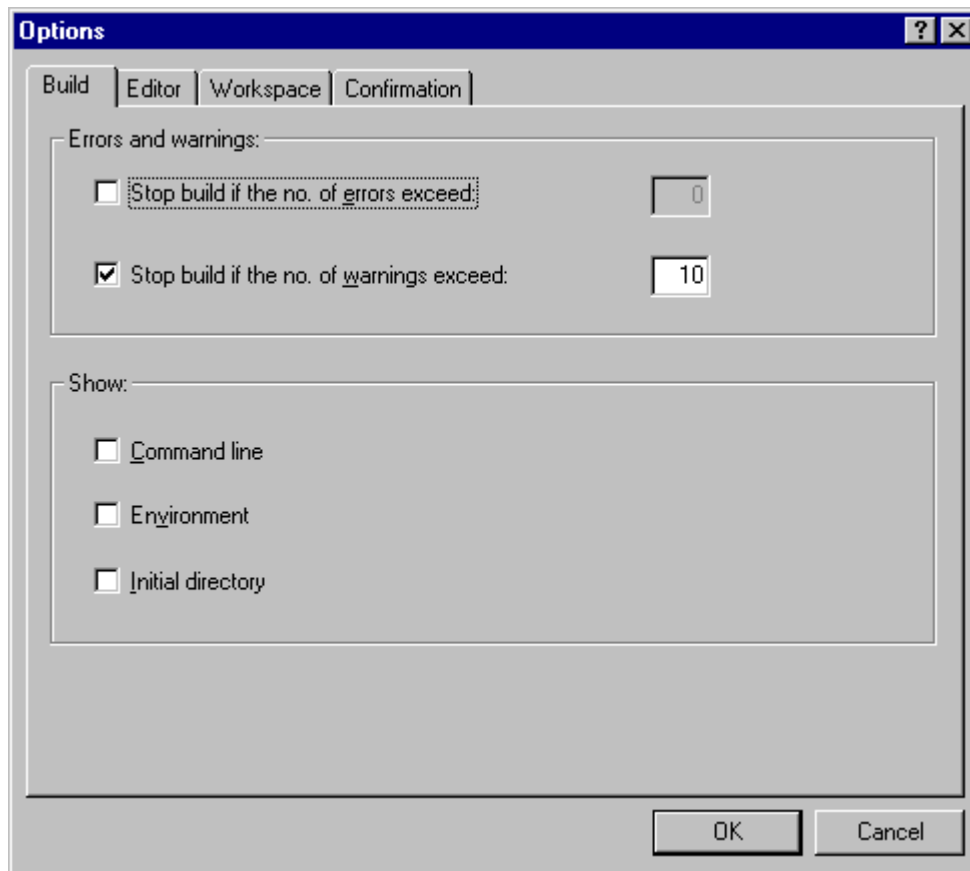 Options
Build Editor Workspace Confirmation
Errors and warnings:
Stop build if the no. of errors exceed: 0
Stop build if the no. of warnings exceed: 10
Show:
Command line
Environment
Initial directory
OK Cancel